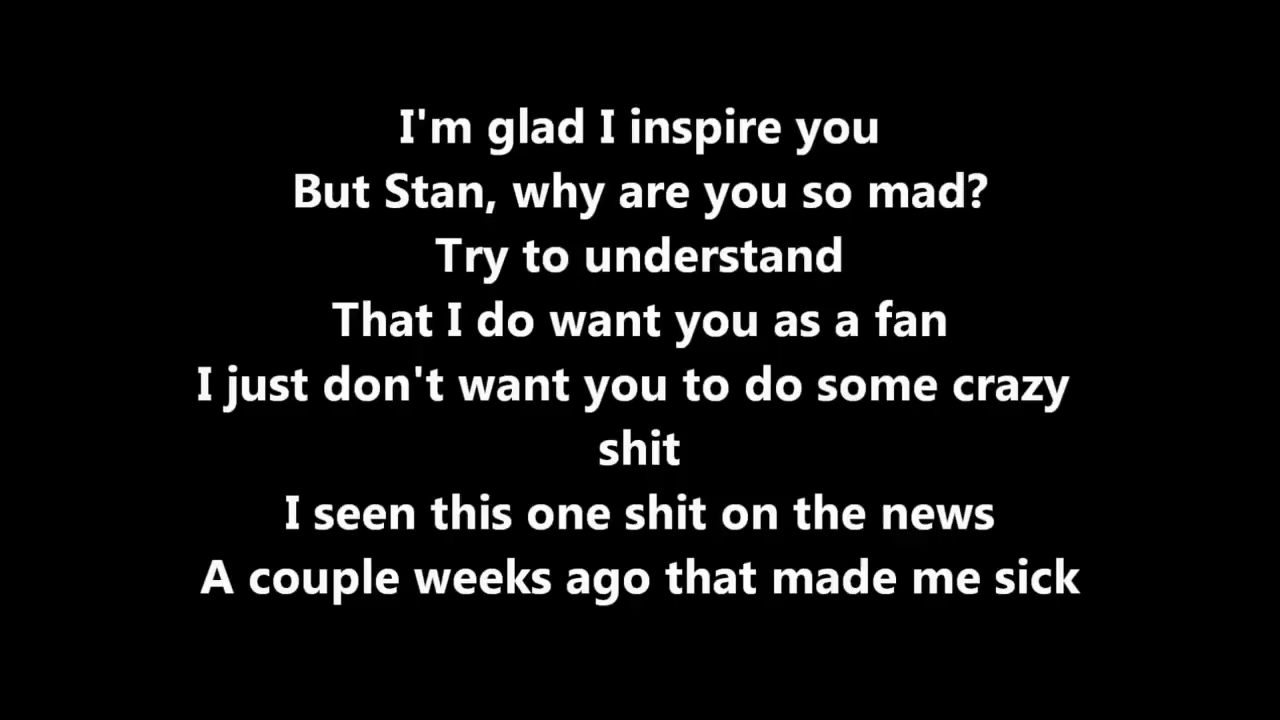 I'm glad I inspire you
But Stan, why are you so mad?
Try to understand
That I do want you as a fan
I just don't want you to do some crazy
shit
I seen this one shit on the news
A couple weeks ago that made me sick